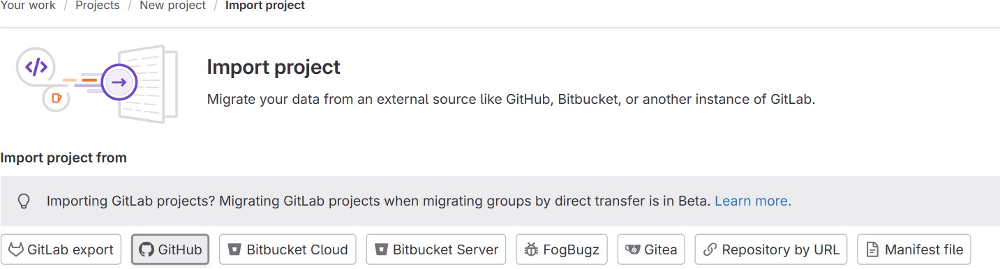 Your work / Projects / New project / Import project
Import project
Migrate your data from an external source like GitHub, Bitbucket, or another instance of GitLab.
Import project from
Importing GitLab projects? Migrating GitLab projects when migrating groups by direct transfer is in Beta. Learn more.
GitLab export GitHub Bitbucket Cloud Bitbucket Server FogBugz Gitea Repository by URL Manifest file